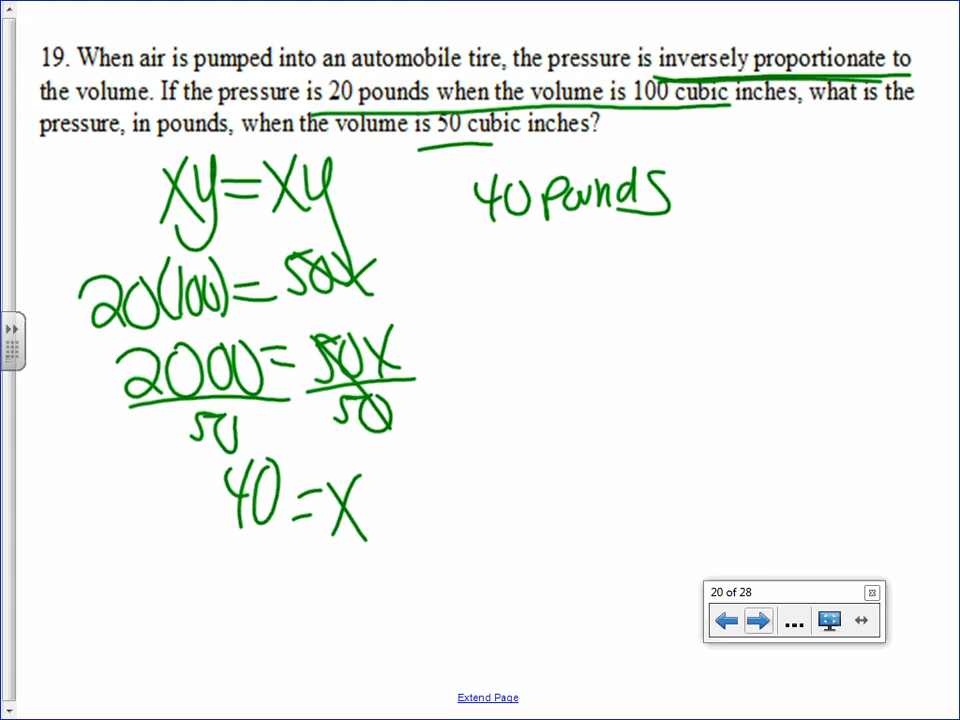 19. When air is pumped into an automobile tire, the pressure is inversely proportionate to
the volume. If the pressure is 20 pounds when the volume is 100 cubic inches, what is the
pressure, in pounds, when the volume is 50 cubic inches?
xy=xy
40 pounds
20(100)=50x
2000=50x
50 50
40=x
20 of 28
...
Extend Page